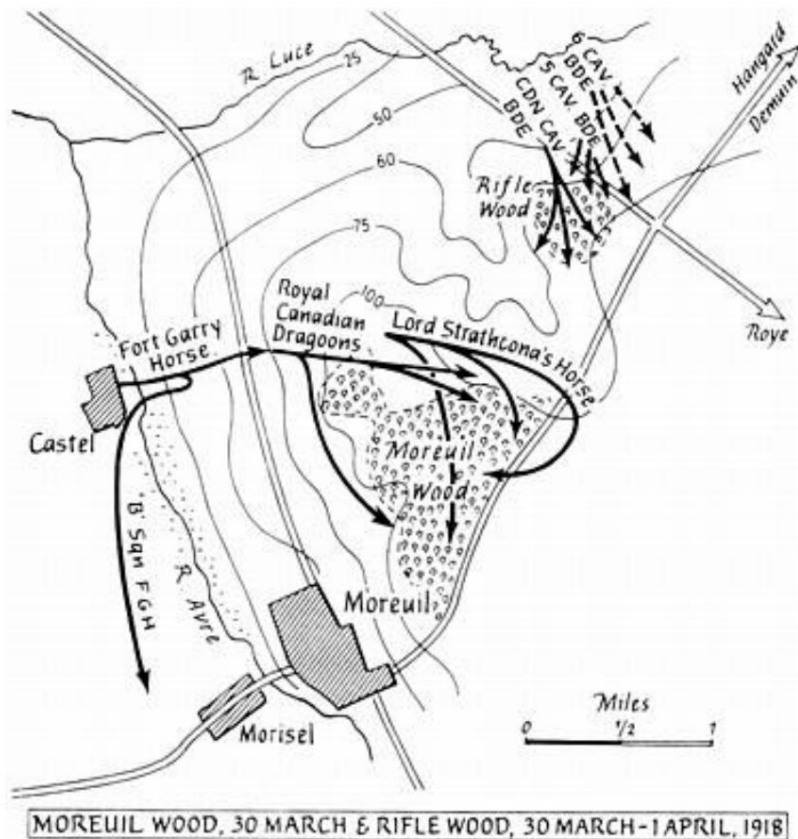 R Luce
25
50
60
75
100
6 CAV
BDE
5 CAV BDE
CDN CAV
BDE
Hangard
Demuin
Rifle
Wood
Roye
Royal
Canadian
Dragoons
Lord Strathcona's Horse
Fort Garry
Horse
Castel
Moreuil
Wood
B Sqn FGH
R Avre
Moreuil
Morisel
Miles
0 1/2 1
MOREUIL WOOD, 30 MARCH & RIFLE WOOD, 30 MARCH-1 APRIL, 1918